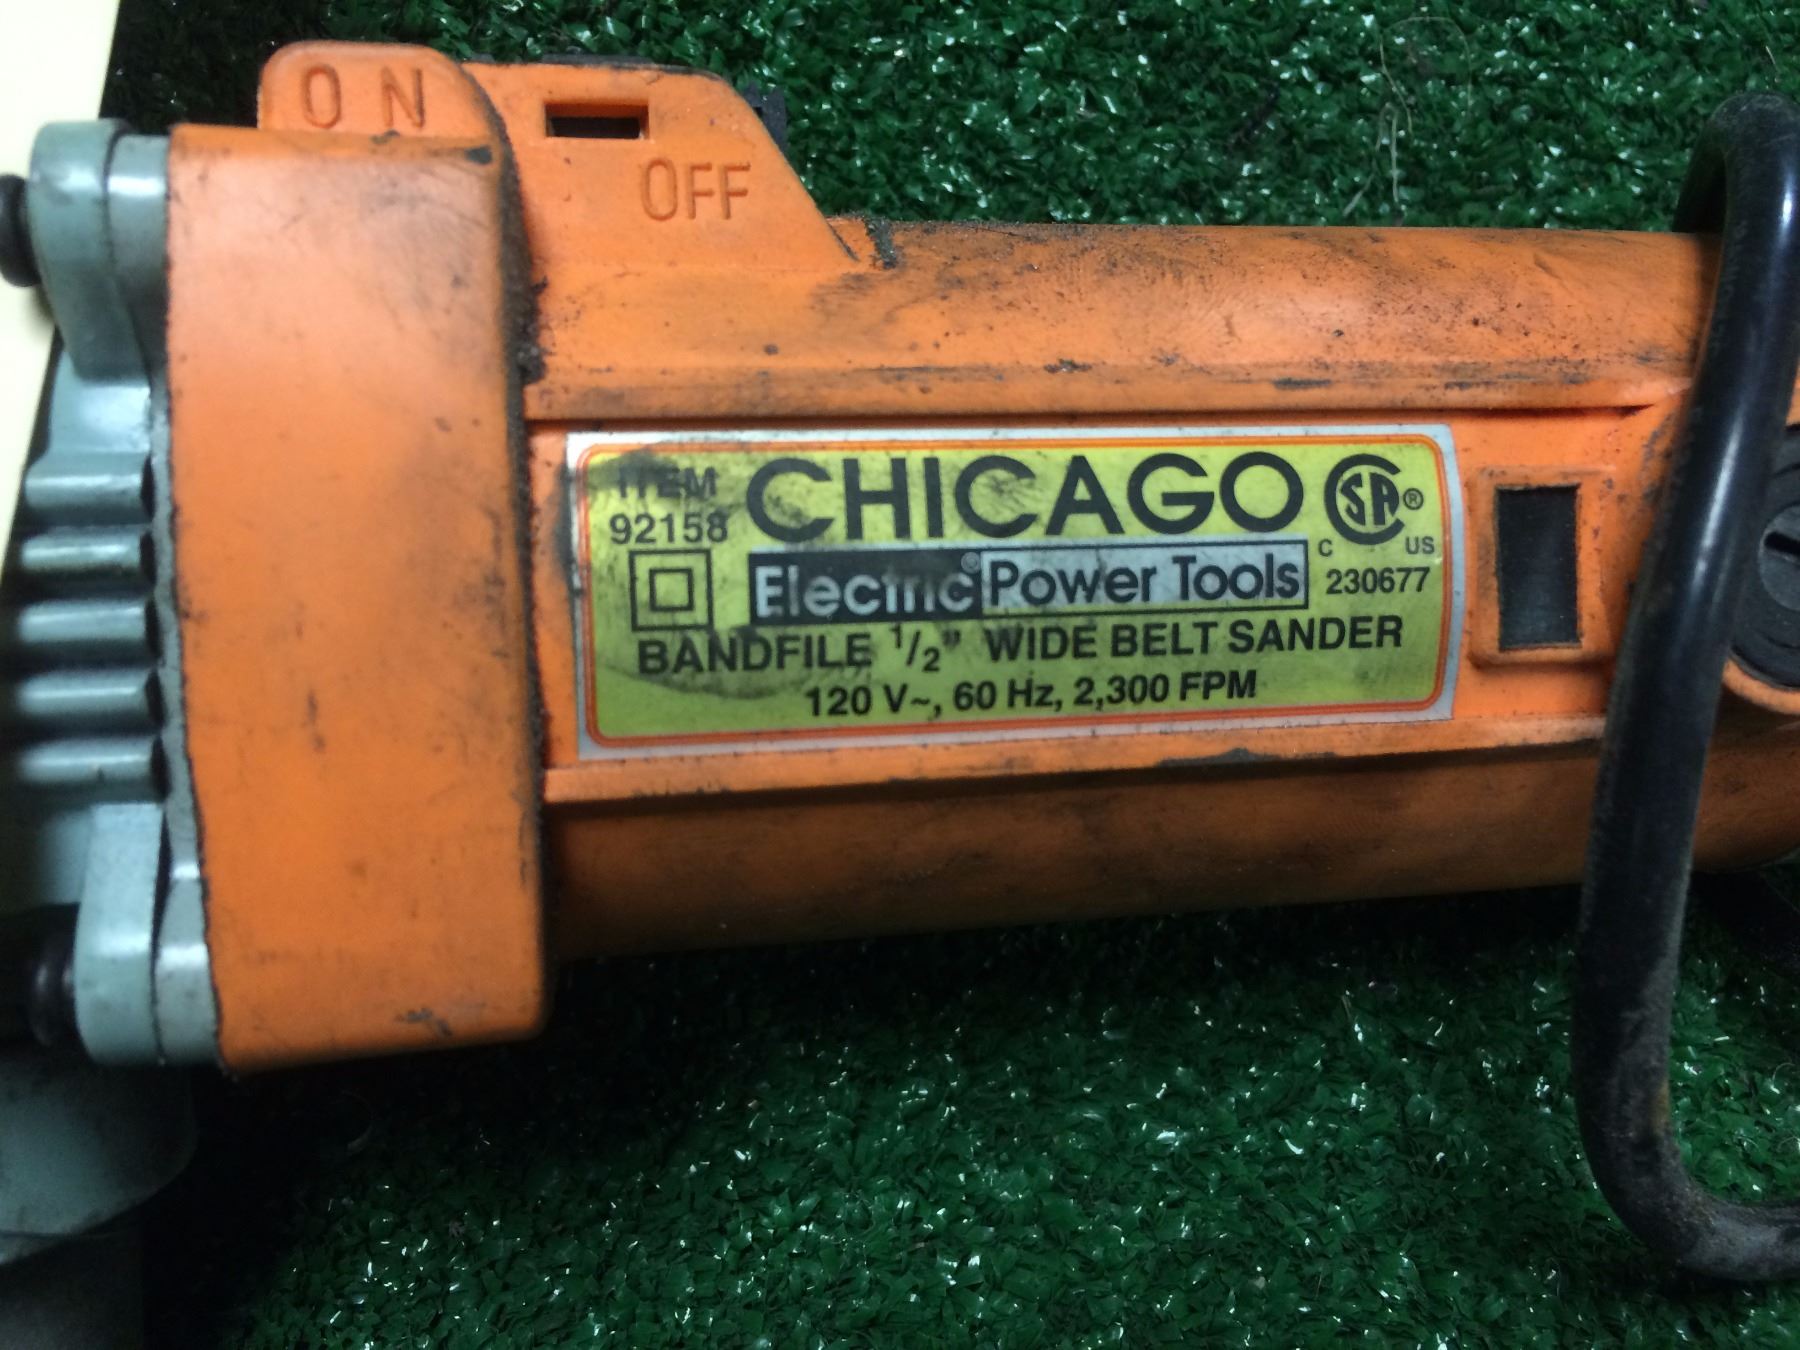 ON
OFF
ITEM
92158
CHICAGO
Electric® Power Tools
SA®
C US
230677
BANDFILE 1/2" WIDE BELT SANDER
120 V~, 60 Hz, 2,300 FPM